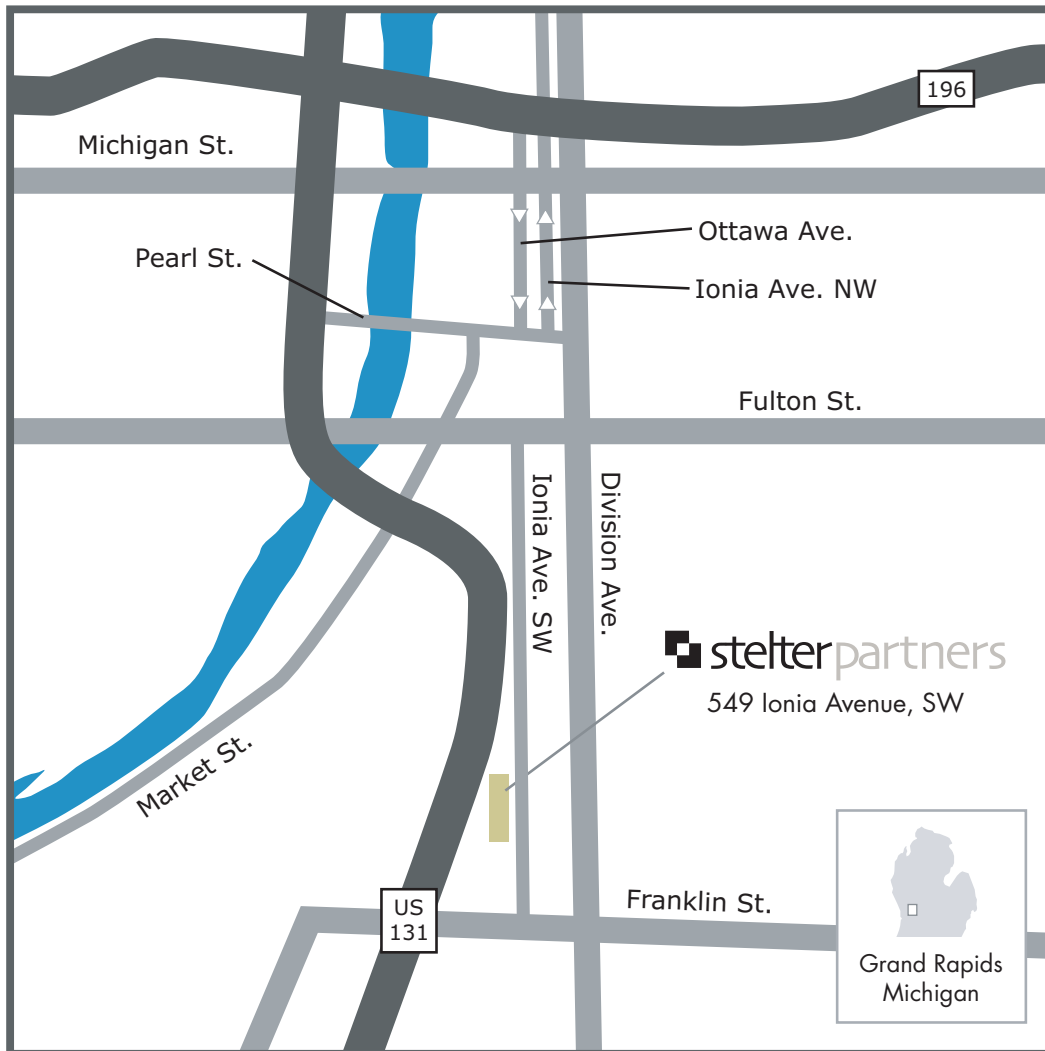 196
Michigan St.
Ottawa Ave.
Pearl St.
Ionia Ave. NW
Fulton St.
Ionia Ave. SW
Division Ave.
stelterpartners
549 Ionia Avenue, SW
Market St.
US
131
Franklin St.
Grand Rapids
Michigan